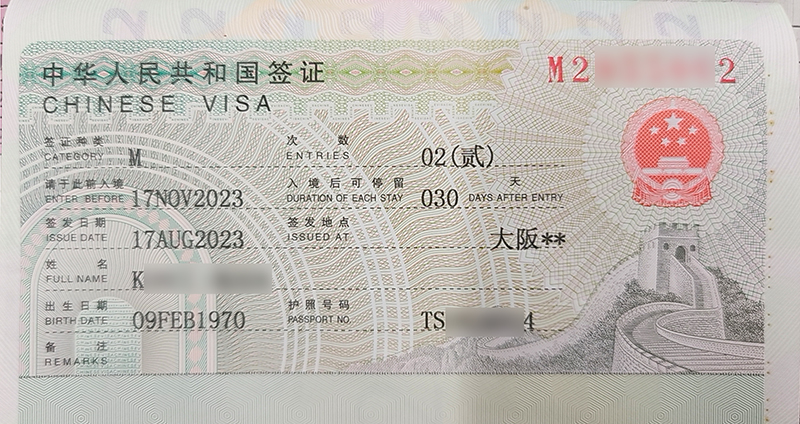 中华人民共和国签证 M2 2
CHINESE VISA
签证种类 次数
CATEGORY M ENTRIES 02(贰)
请于此前入境 入境后可停留 天
ENTER BEFORE 17NOV2023 DURATION OF EACH STAY 030 DAYS AFTER ENTRY
签发日期 签发地点
ISSUE DATE 17AUG2023 ISSUED AT 大阪**
姓名
FULL NAME K
出生日期 护照号码
BIRTH DATE 09FEB1970 PASSPORT NO. TS 4
备注
REMARKS